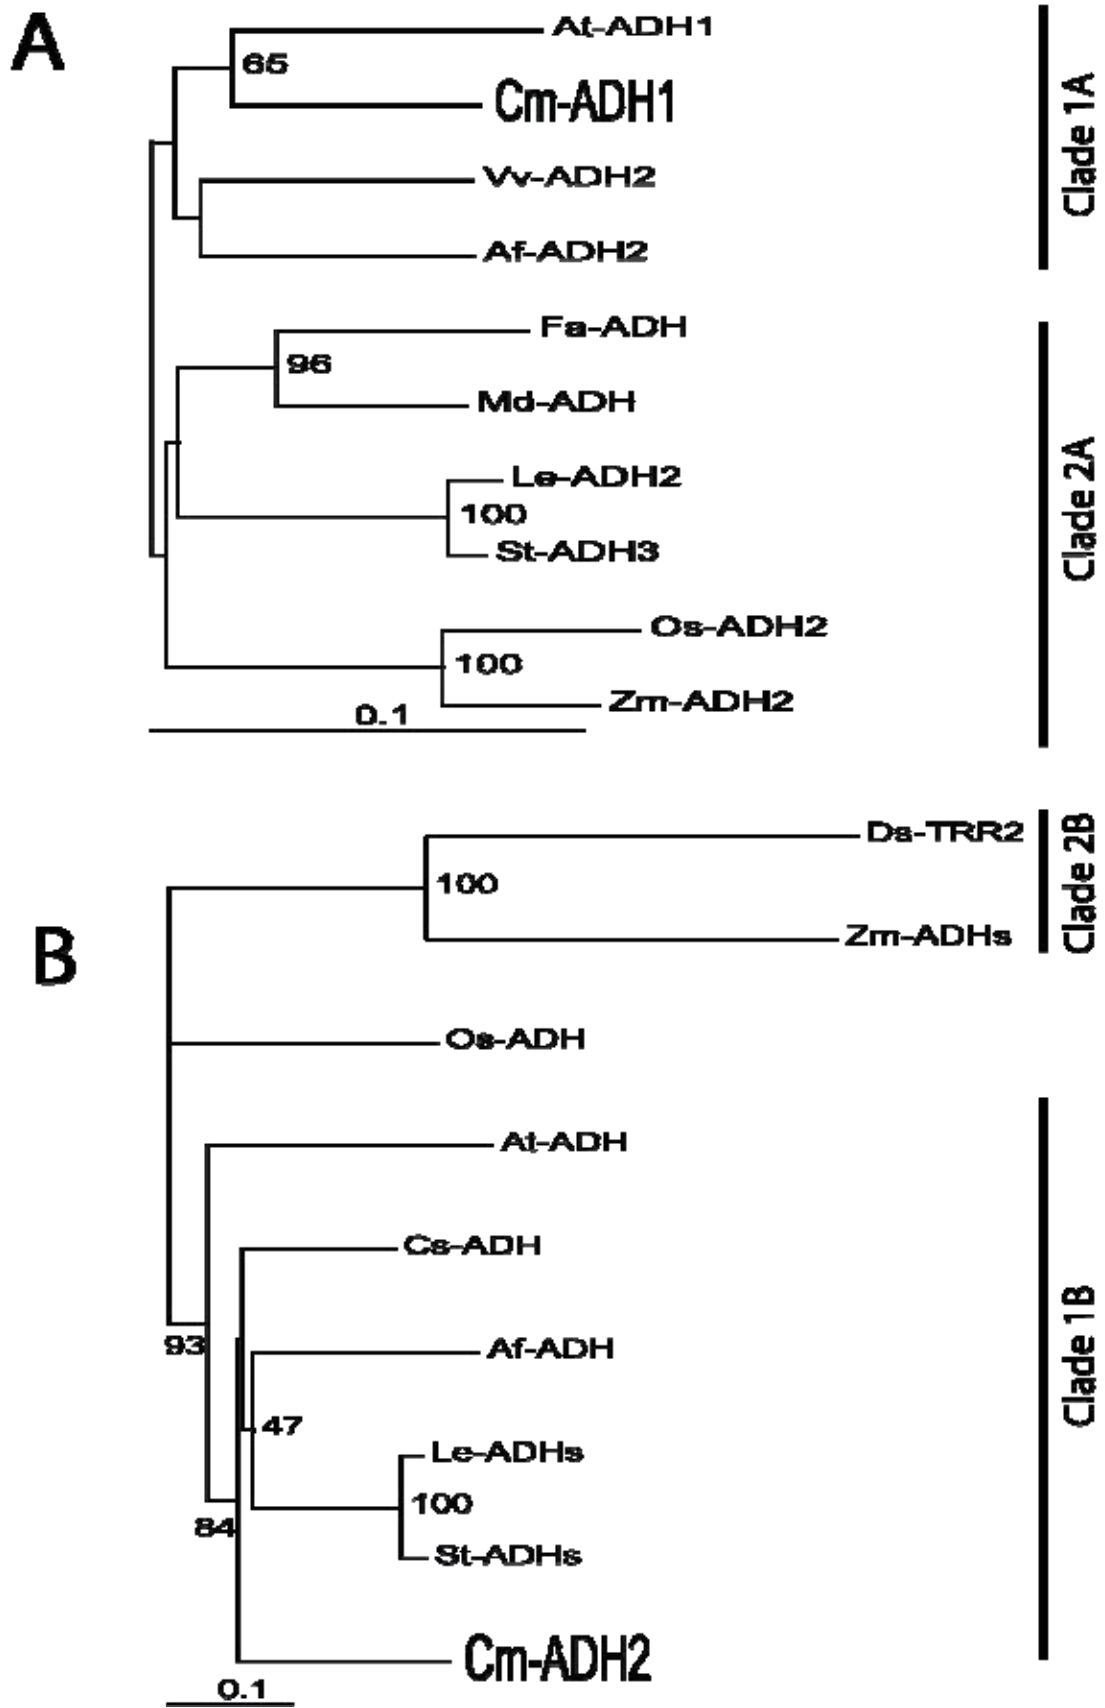 A
At-ADH1
65
Cm-ADH1
Vv-ADH2
Af-ADH2
Clade 1A
Fa-ADH
96
Md-ADH
Le-ADH2
100
St-ADH3
Os-ADH2
100
Zm-ADH2
0.1
Clade 2A
Ds-TRR2
100
Zm-ADHs
Clade 2B
B
Os-ADH
At-ADH
Cs-ADH
93
Af-ADH
47
Le-ADHs
100
84
St-ADHs
Cm-ADH2
Clade 1B
0.1